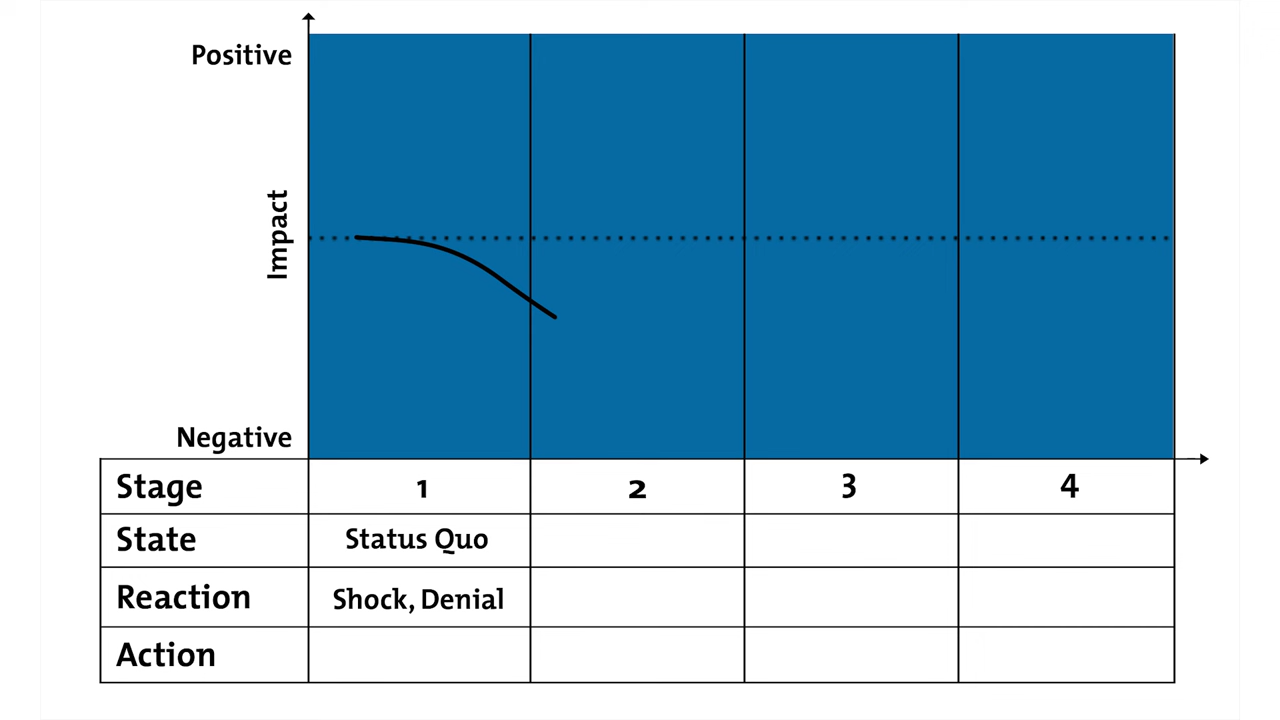 Positive
Impact
Negative
Stage 1 2 3 4
State Status Quo
Reaction Shock, Denial
Action